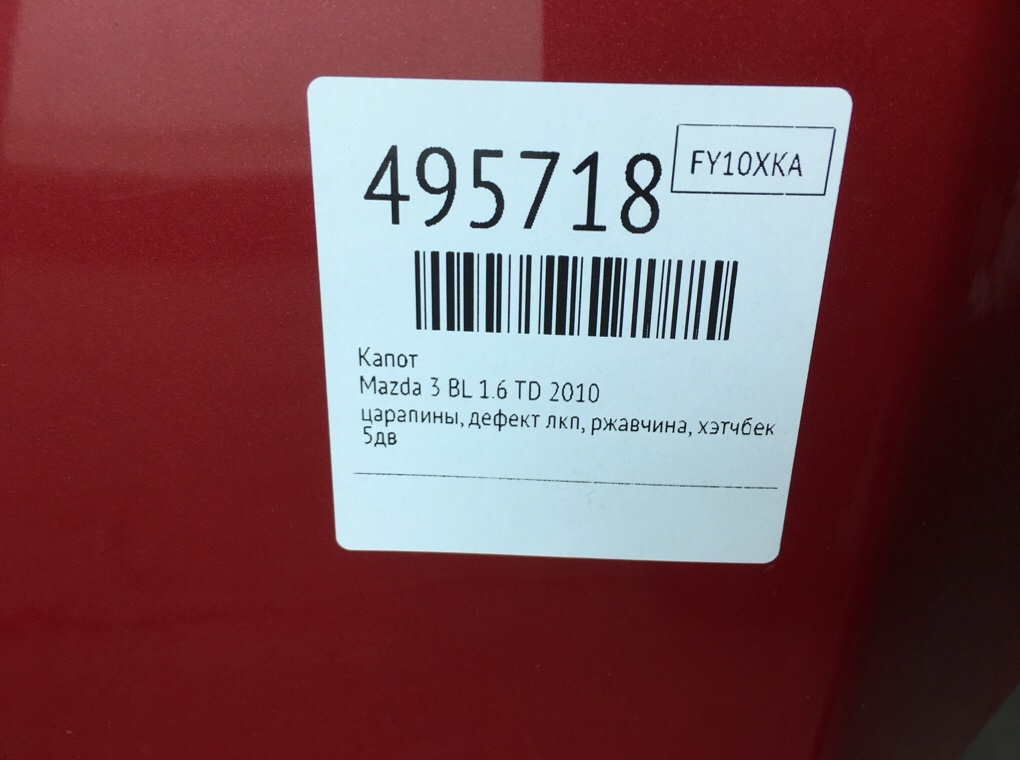 495718
FY10XKA
Капот
Mazda 3 BL 1.6 TD 2010
царапины, дефект лкп, ржавчина, хэтчбек
5дв